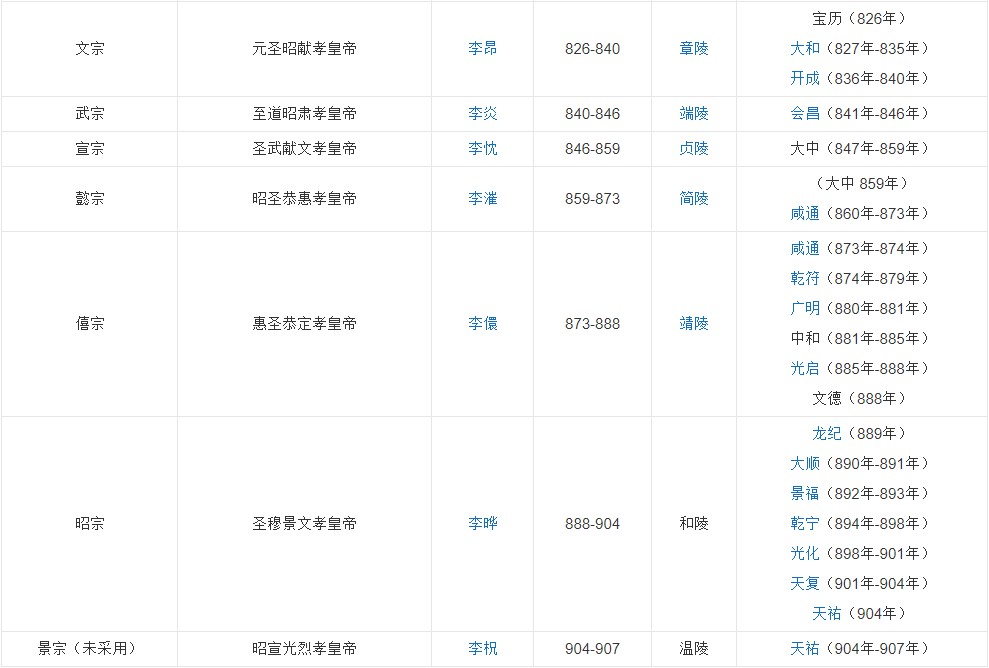 宝历（826年）
文宗 元圣昭献孝皇帝 李昂 826-840 章陵 大和（827年-835年）
开成（836年-840年）
武宗 至道昭肃孝皇帝 李炎 840-846 端陵 会昌（841年-846年）
宣宗 圣武献文孝皇帝 李忱 846-859 贞陵 大中（847年-859年）
（大中 859年）
懿宗 昭圣恭惠孝皇帝 李漼 859-873 简陵
咸通（860年-873年）
咸通（873年-874年）
乾符（874年-879年）
广明（880年-881年）
僖宗 惠圣恭定孝皇帝 李儇 873-888 靖陵
中和（881年-885年）
光启（885年-888年）
文德（888年）
龙纪（889年）
大顺（890年-891年）
景福（892年-893年）
昭宗 圣穆景文孝皇帝 李晔 888-904 和陵 乾宁（894年-898年）
光化（898年-901年）
天复（901年-904年）
天祐（904年）
景宗（未采用） 昭宣光烈孝皇帝 李柷 904-907 温陵 天祐（904年-907年）